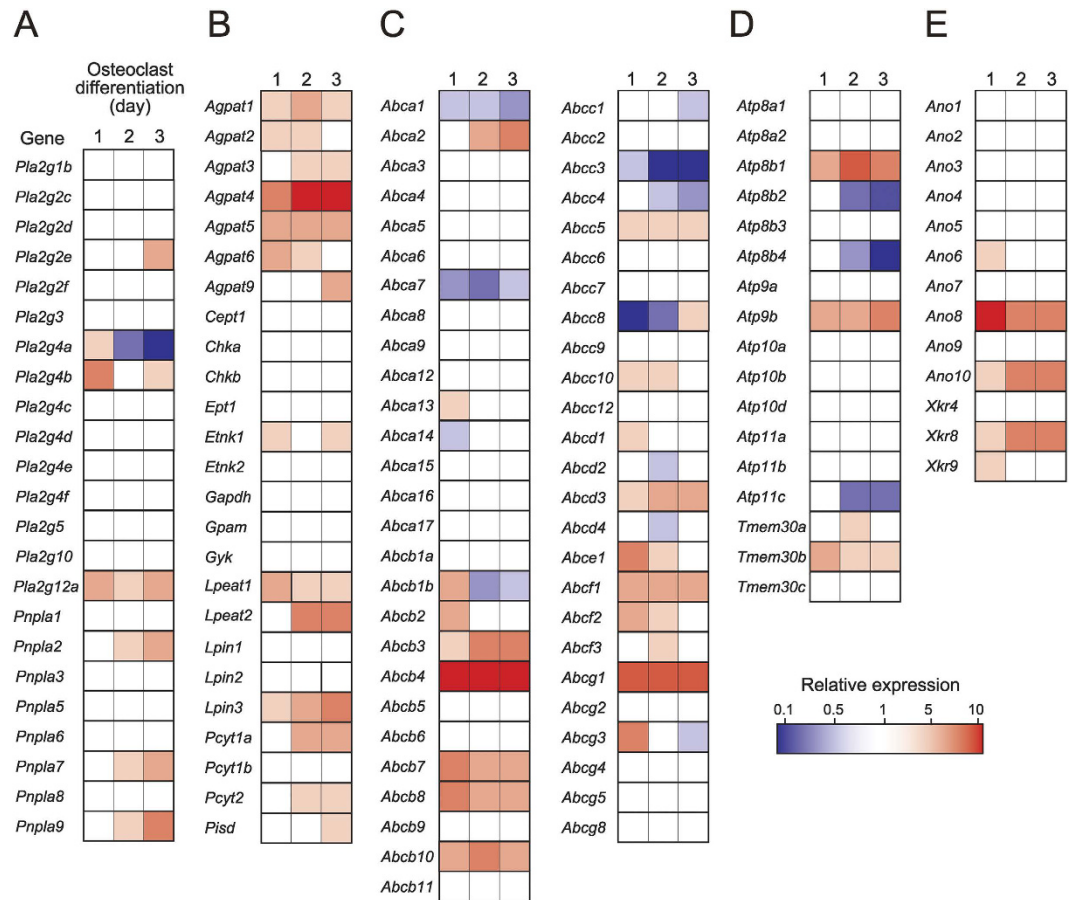 A
Osteoclast
differentiation
(day)
Gene 1 2 3
Pla2g1b
Pla2g2c
Pla2g2d
Pla2g2e
Pla2g2f
Pla2g3
Pla2g4a
Pla2g4b
Pla2g4c
Pla2g4d
Pla2g4e
Pla2g4f
Pla2g5
Pla2g10
Pla2g12a
Pnpla1
Pnpla2
Pnpla3
Pnpla5
Pnpla6
Pnpla7
Pnpla8
Pnpla9
B
1 2 3
Agpat1
Agpat2
Agpat3
Agpat4
Agpat5
Agpat6
Agpat9
Cept1
Chka
Chkb
Ept1
Etnk1
Etnk2
Gapdh
Gpam
Gyk
Lpeat1
Lpeat2
Lpin1
Lpin2
Lpin3
Pcyt1a
Pcyt1b
Pcyt2
Pisd
C
1 2 3
Abca1
Abca2
Abca3
Abca4
Abca5
Abca6
Abca7
Abca8
Abca9
Abca12
Abca13
Abca14
Abca15
Abca16
Abca17
Abcb1a
Abcb1b
Abcb2
Abcb3
Abcb4
Abcb5
Abcb6
Abcb7
Abcb8
Abcb9
Abcb10
Abcb11
1 2 3
Abcc1
Abcc2
Abcc3
Abcc4
Abcc5
Abcc6
Abcc7
Abcc8
Abcc9
Abcc10
Abcc12
Abcd1
Abcd2
Abcd3
Abcd4
Abce1
Abcf1
Abcf2
Abcf3
Abcg1
Abcg2
Abcg3
Abcg4
Abcg5
Abcg8
D
1 2 3
Atp8a1
Atp8a2
Atp8b1
Atp8b2
Atp8b3
Atp8b4
Atp9a
Atp9b
Atp10a
Atp10b
Atp10d
Atp11a
Atp11b
Atp11c
Tmem30a
Tmem30b
Tmem30c
E
1 2 3
Ano1
Ano2
Ano3
Ano4
Ano5
Ano6
Ano7
Ano8
Ano9
Ano10
Xkr4
Xkr8
Xkr9
Relative expression
0.1 0.5 1 5 10